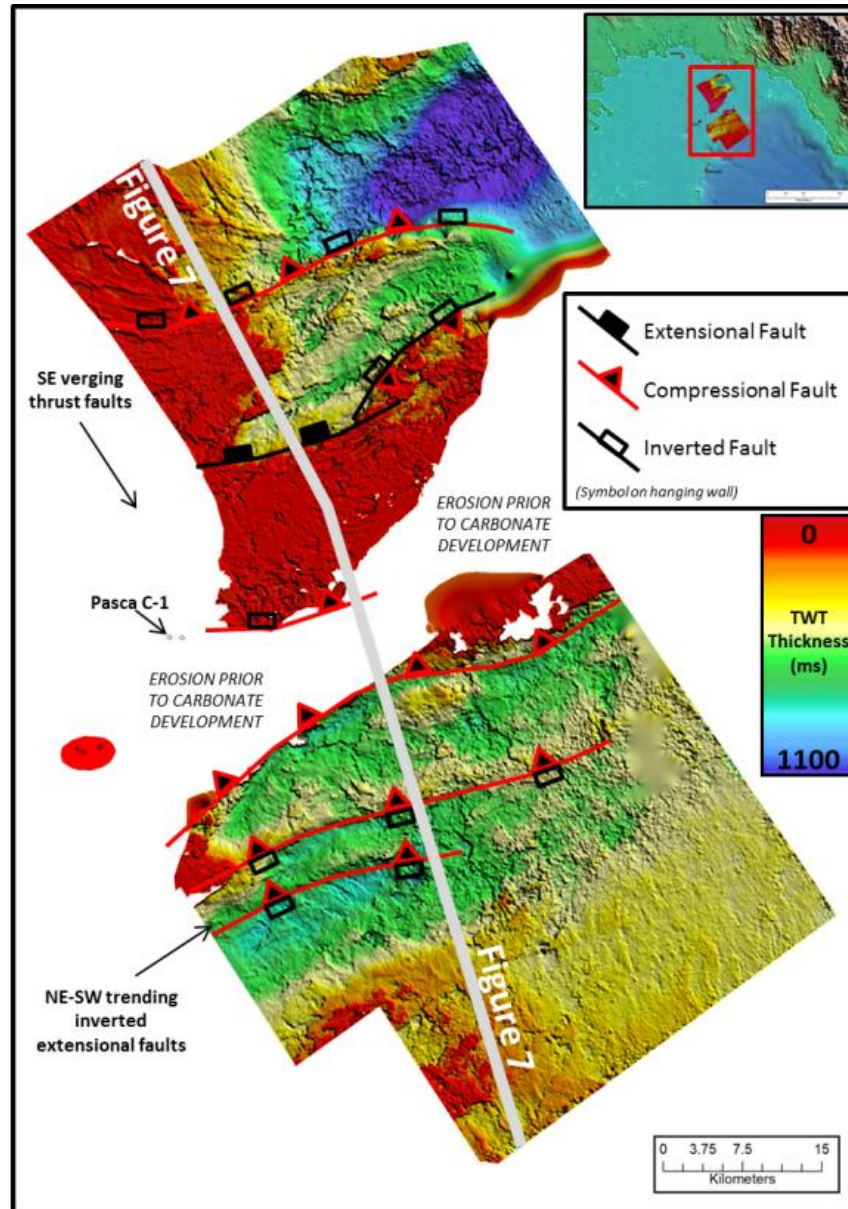 Figure 7
SE verging
thrust faults
Extensional Fault
Compressional Fault
Inverted Fault
(Symbol on hanging wall)
EROSION PRIOR
TO CARBONATE
DEVELOPMENT
0
TWT
Thickness
(ms)
1100
Pasca C-1
EROSION PRIOR
TO CARBONATE
DEVELOPMENT
NE-SW trending
inverted
extensional faults
Figure 7
0 3.75 7.5 15
Kilometers